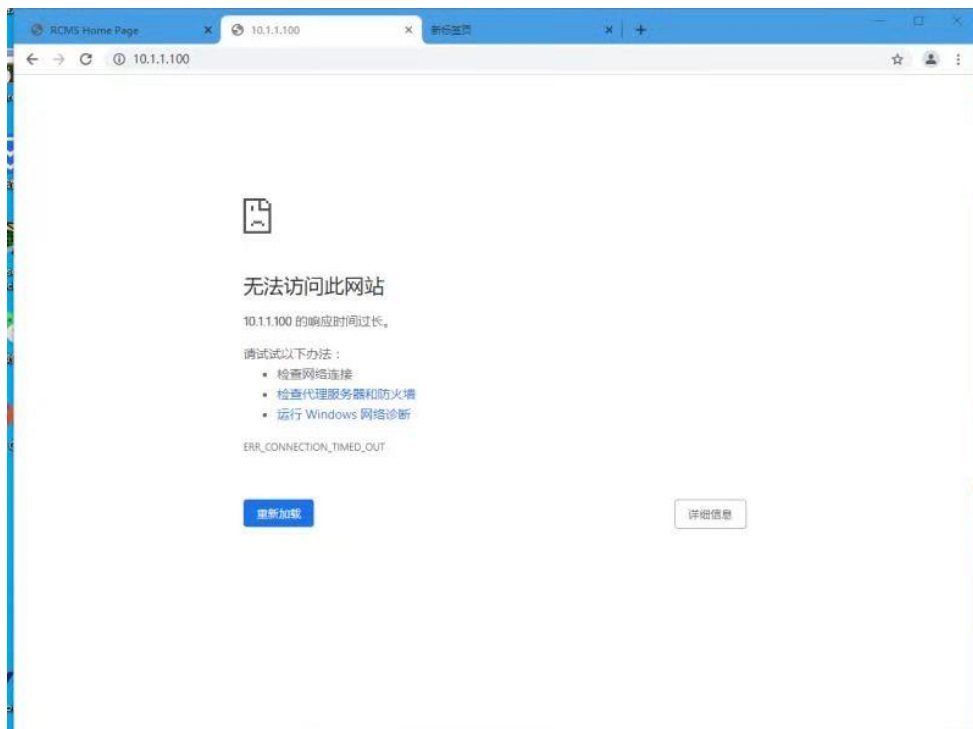 RCMS Home Page
10.1.1.100
新标签页
10.1.1.100
无法访问此网站
10.1.1.100 的响应时间过长。
请试试以下办法：
检查网络连接
检查代理服务器和防火墙
运行 Windows 网络诊断
ERR_CONNECTION_TIMED_OUT
重新加载
详细信息